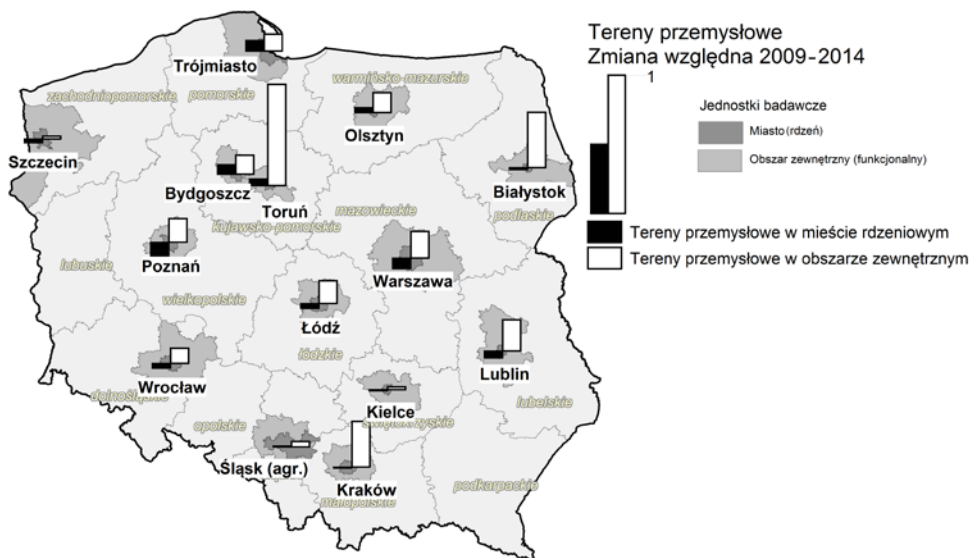 Tereny przemysłowe
Zmiana względna 2009-2014
1
Jednostki badawcze
Miasto(rdzeń)
Obszar zewnętrzny (funkcjonalny)
Tereny przemysłowe w mieście rdzeniowym
Tereny przemysłowe w obszarze zewnętrznym
Trójmiasto
warmińsko-mazurskie
zachodniopomorskie
pomorskie
Olsztyn
Szczecin
Bydgoszcz
Białystok
Toruń
mazowieckie
podlaskie
kujawsko-pomorskie
Poznań
lubuskie
Warszawa
wielkopolskie
Łódź
łódzkie
Wrocław
Lublin
dolnośląskie
Kielce
lubelskie
opolskie
świętokrzyskie
Śląsk (agr.)
Kraków
podkarpackie
małopolskie